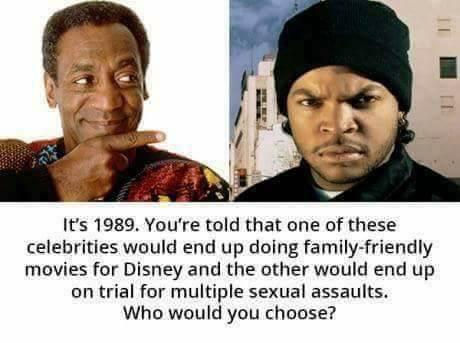 It's 1989. You're told that one of these
celebrities would end up doing family-friendly
movies for Disney and the other would end up
on trial for multiple sexual assaults.
Who would you choose?